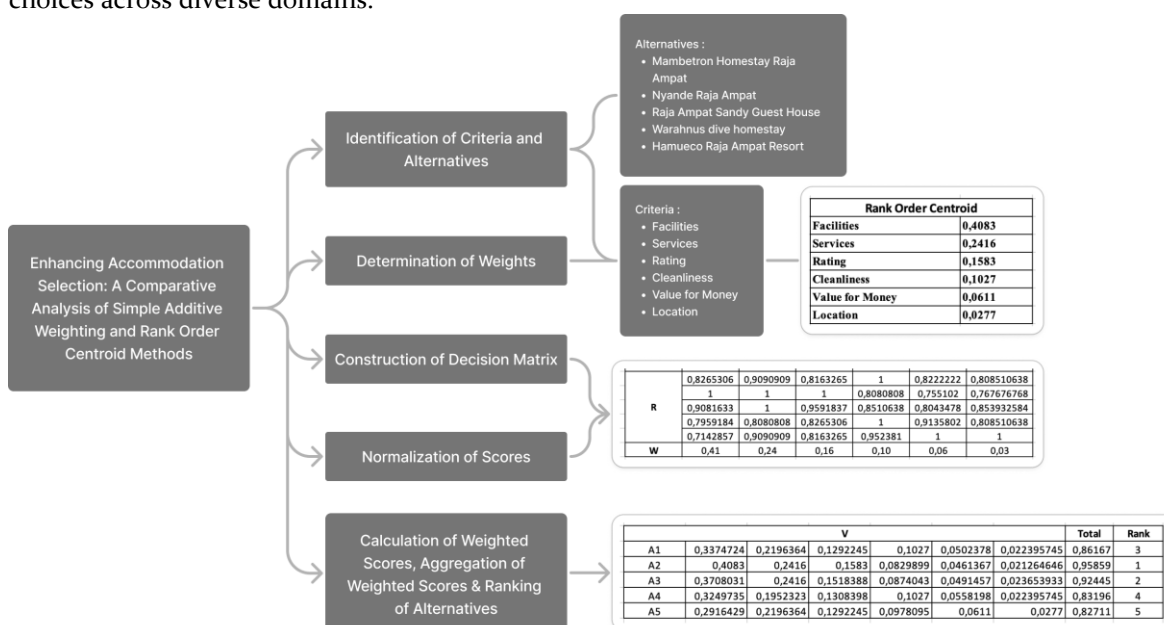 choices across diverse domains.
Enhancing Accommodation
Selection: A Comparative
Analysis of Simple Additive
Weighting and Rank Order
Centroid Methods
Identification of Criteria and
Alternatives
Determination of Weights
Construction of Decision Matrix
Normalization of Scores
Calculation of Weighted
Scores, Aggregation of
Weighted Scores & Ranking
of Alternatives
Alternatives :
• Mambetron Homestay Raja
Ampat
• Nyande Raja Ampat
• Raja Ampat Sandy Guest House
• Warahnus dive homestay
• Hamueco Raja Ampat Resort
Criteria :
• Facilities
• Services
• Rating
• Cleanliness
• Value for Money
• Location
Rank Order Centroid
Facilities 0,4083
Services 0,2416
Rating 0,1583
Cleanliness 0,1027
Value for Money 0,0611
Location 0,0277
0,8265306 0,9090909 0,8163265 1 0,8222222 0,808510638
1 1 1 0,8080808 0,755102 0,767676768
R 0,9081633 1 0,9591837 0,8510638 0,8043478 0,853932584
0,7959184 0,8080808 0,8265306 1 0,9135802 0,808510638
0,7142857 0,9090909 0,8163265 0,952381 1 1
W 0,41 0,24 0,16 0,10 0,06 0,03
V Total Rank
A1 0,3374724 0,2196364 0,1292245 0,1027 0,0502378 0,022395745 0,86167 3
A2 0,4083 0,2416 0,1583 0,0829899 0,0461367 0,021264646 0,95859 1
A3 0,3708031 0,2416 0,1518388 0,0874043 0,0491457 0,023653933 0,92445 2
A4 0,3249735 0,1952323 0,1308398 0,1027 0,0558198 0,022395745 0,83196 4
A5 0,2916429 0,2196364 0,1292245 0,0978095 0,0611 0,0277 0,82711 5